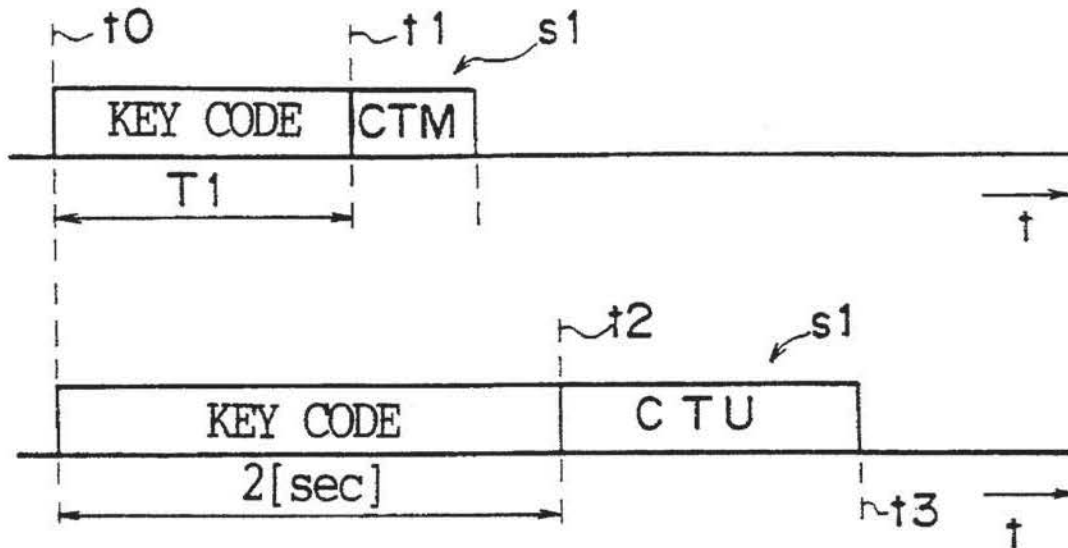 t0 t1 s1
KEY CODE CTM
T1
t
t2 s1
KEY CODE CTU
2[sec]
t3 t